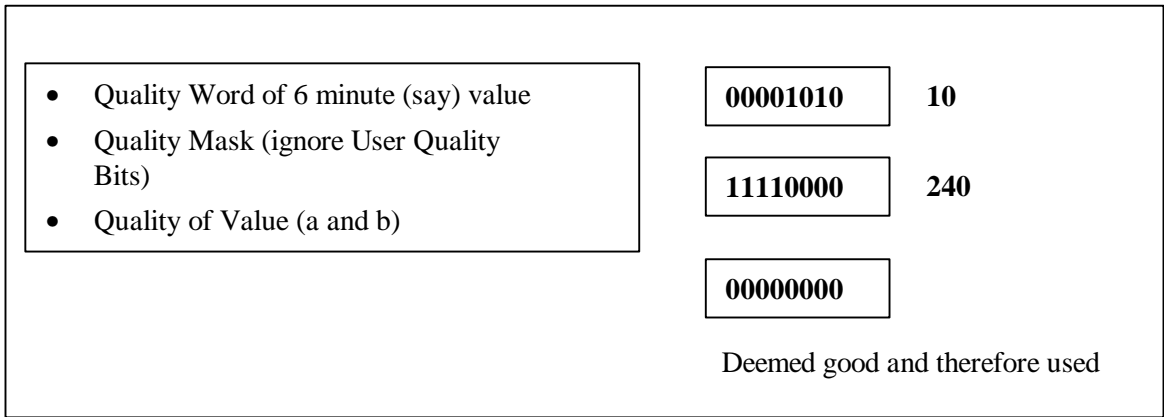 • Quality Word of 6 minute (say) value
• Quality Mask (ignore User Quality
Bits)
• Quality of Value (a and b)
00001010 10
11110000 240
00000000
Deemed good and therefore used